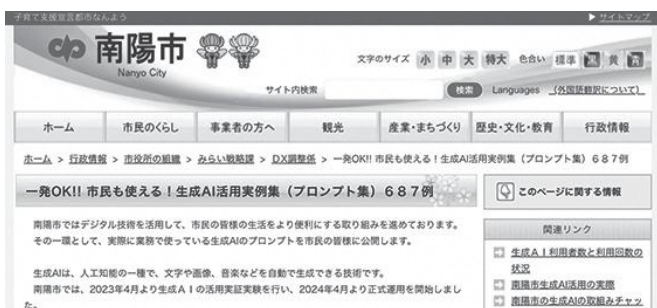 子育て支援宣言都市なんよう
▶ サイトマップ
南陽市
Nanyo City
文字のサイズ 小 中 大 特大 色合い 標準 黒 黄 青
サイト内検索 検索 Languages (外国語翻訳について)
ホーム 市民のくらし 事業者の方へ 観光 産業・まちづくり 歴史・文化・教育 行政情報
ホーム > 行政情報 > 市役所の組織 > みらい戦略課 > DX調整係 > 一発OK!! 市民も使える！生成AI活用実例集（プロンプト集）６８７例
一発OK!! 市民も使える！生成AI活用実例集（プロンプト集）６８７例
このページに関する情報
南陽市ではデジタル技術を活用して、市民の皆様の生活をより便利にする取り組みを進めております。
その一環として、実際に業務で使っている生成AIのプロンプトを市民の皆様に公開します。
生成AIは、人工知能の一種で、文字や画像、音楽などを自動で生成できる技術です。
南陽市では、2023年4月より生成ＡＩの活用実証実験を行い、2024年4月より正式運用を開始しまし
た。
関連リンク
生成ＡＩ利用者数と利用回数の
状況
南陽市生成AI活用の実際
南陽市の生成AIの取組みチャッ